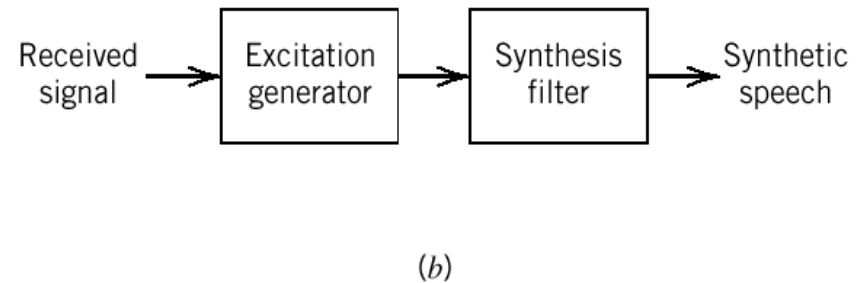 Received
signal
Excitation
generator
Synthesis
filter
Synthetic
speech
(b)